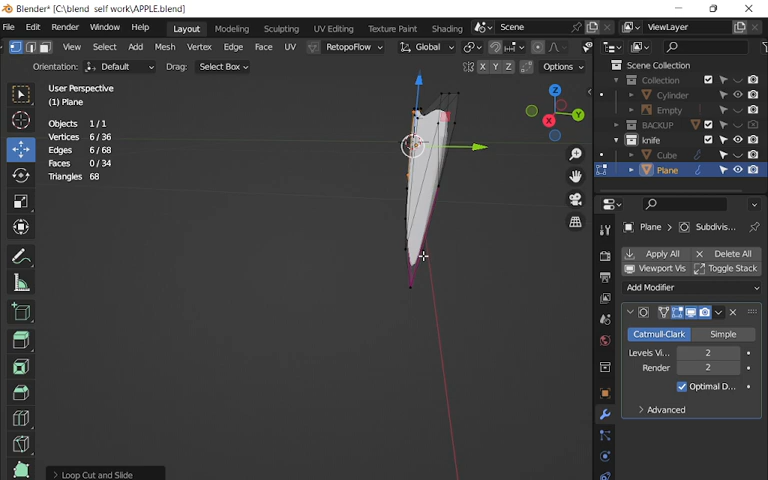 Blender* [C:\blend self work\APPLE.blend]
File Edit Render Window Help Layout Modeling Sculpting UV Editing Texture Paint Shading Scene ViewLayer
View Select Add Mesh Vertex Edge Face UV RetopoFlow Global
Orientation: Default Drag: Select Box X Y Z Options
User Perspective
(1) Plane
Objects 1/1
Vertices 6/36
Edges 6/68
Faces 0/34
Triangles 68
Z
Y
X
Loop Cut and Slide
Scene Collection
Collection
Cylinder
Empty
BACKUP
knife
Cube
Plane
Plane Subdivis...
Apply All Delete All
Viewport Vis Toggle Stack
Add Modifier
Catmull-Clark Simple
Levels Vi... 2
Render 2
Optimal D...
Advanced